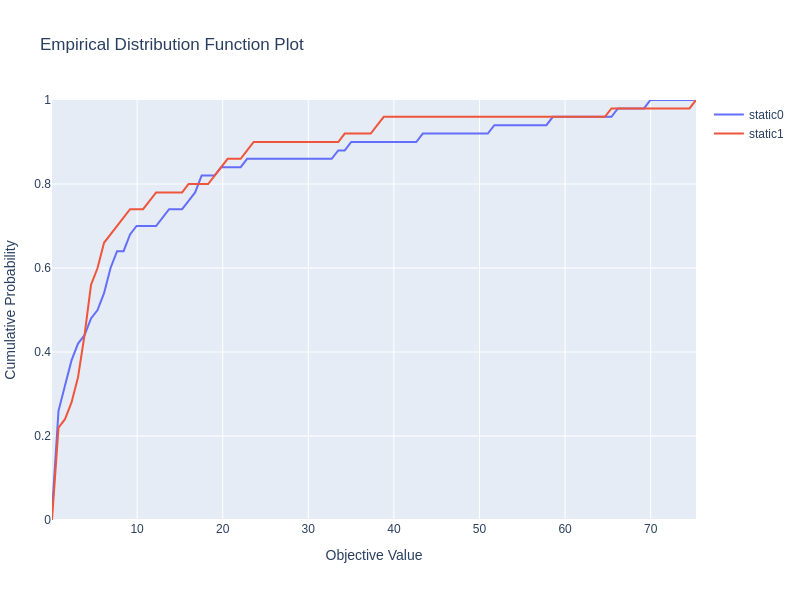 Empirical Distribution Function Plot
1
0.8
0.6
0.4
0.2
0
10
20
30
40
50
60
70
Objective Value
Cumulative Probability
static0
static1